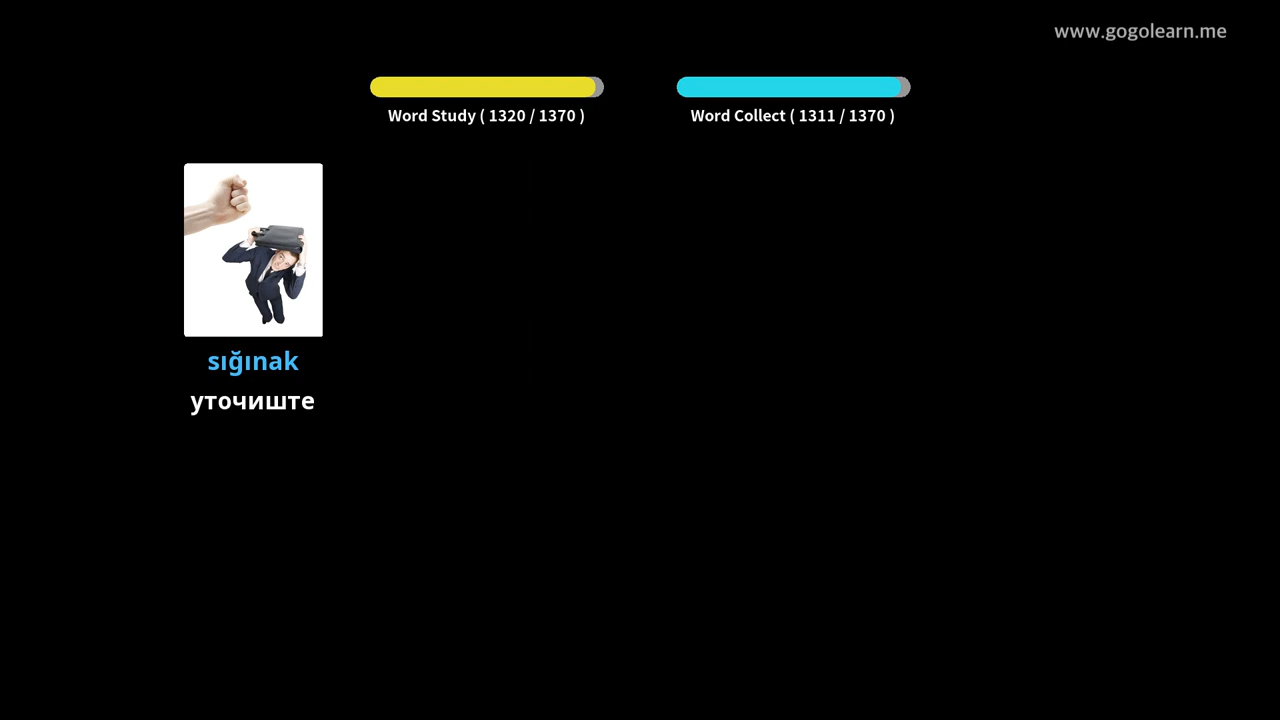 www.gogolearn.me
Word Study ( 1320 / 1370 )
Word Collect ( 1311 / 1370 )
sığınak
уточиште